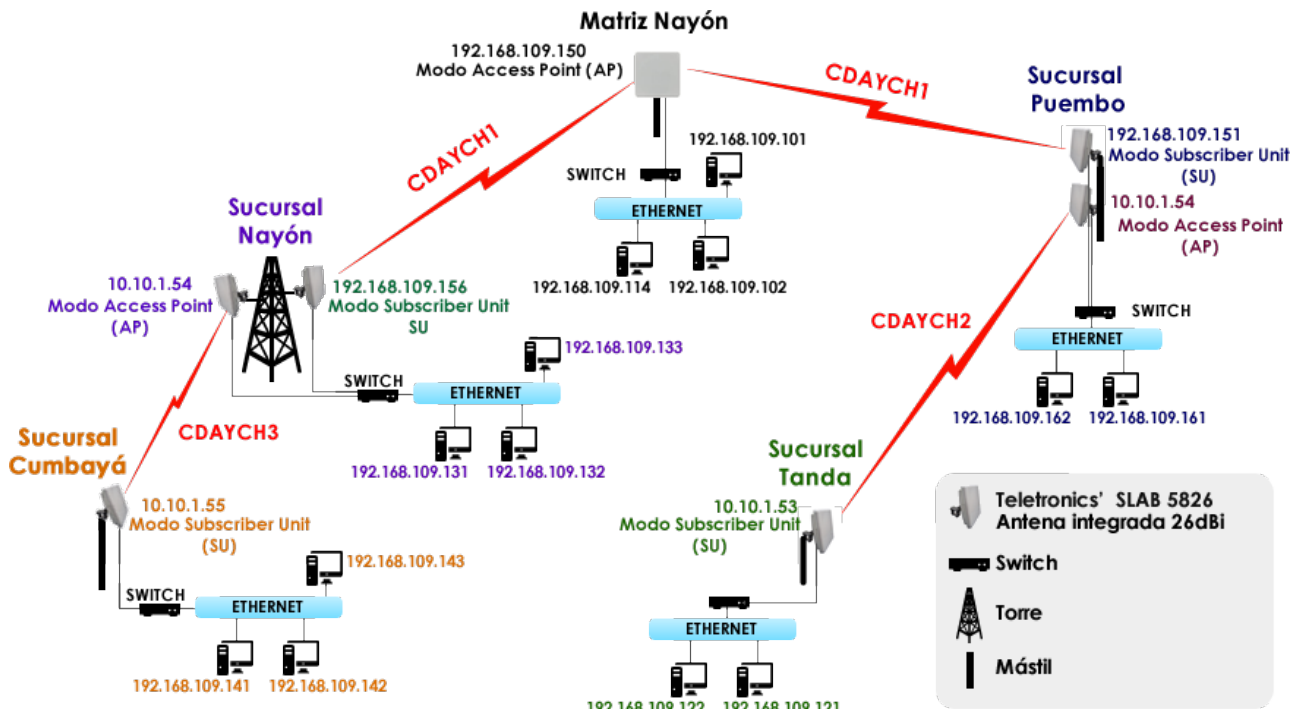 Matriz Nayón
192.168.109.150
Modo Access Point (AP)
CDAYCH1
CDAYCH1
Sucursal
Puembo
192.168.109.151
Modo Subscriber Unit
(SU)
10.10.1.54
Modo Access Point
(AP)
192.168.109.101
SWITCH
ETHERNET
192.168.109.114
192.168.109.102
Sucursal
Nayón
10.10.1.54
Modo Access Point
(AP)
192.168.109.156
Modo Subscriber Unit
SU
SWITCH
ETHERNET
192.168.109.133
192.168.109.131
192.168.109.132
CDAYCH2
SWITCH
ETHERNET
192.168.109.162
192.168.109.161
CDAYCH3
Sucursal
Cumbayá
10.10.1.55
Modo Subscriber Unit
(SU)
192.168.109.143
SWITCH
ETHERNET
192.168.109.141
192.168.109.142
Sucursal
Tanda
10.10.1.53
Modo Subscriber Unit
(SU)
ETHERNET
192.168.109.122
192.168.109.121
Teletronics' SLAB 5826
Antena integrada 26dBi
Switch
Torre
Mástil